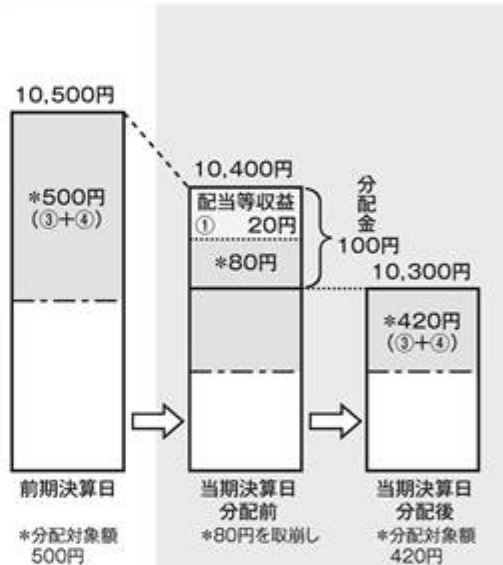 10,500円
*500円
(③+④)
前期決算日
*分配対象額
500円
10,400円
配当等収益
① 20円
*80円
分配金
100円
当期決算日
分配前
*80円を取崩し
10,300円
*420円
(③+④)
当期決算日
分配後
*分配対象額
420円